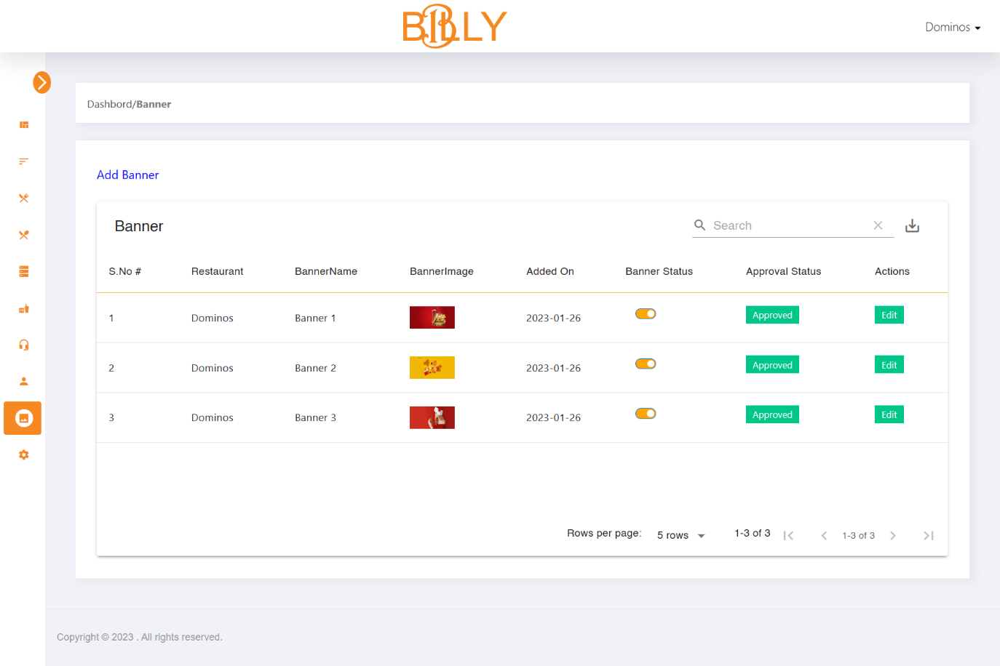 BILLY
Dominos
Dashbord/Banner
Add Banner
Banner
Search
S.No # Restaurant BannerName BannerImage Added On Banner Status Approval Status Actions
1 Dominos Banner 1 2023-01-26 Approved Edit
2 Dominos Banner 2 2023-01-26 Approved Edit
3 Dominos Banner 3 2023-01-26 Approved Edit
Rows per page: 5 rows 1-3 of 3 1-3 of 3
Copyright © 2023 . All rights reserved.